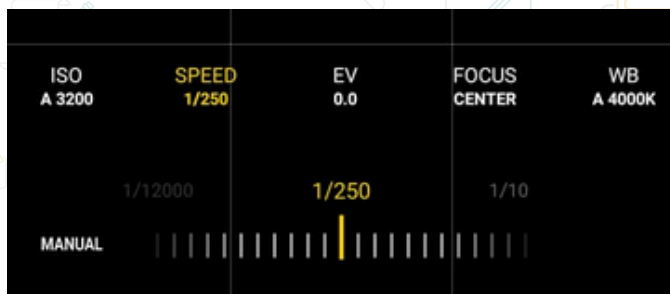 ISO SPEED EV FOCUS WB
A 3200 1/250 0.0 CENTER A 4000K
1/12000 1/250 1/10
MANUAL